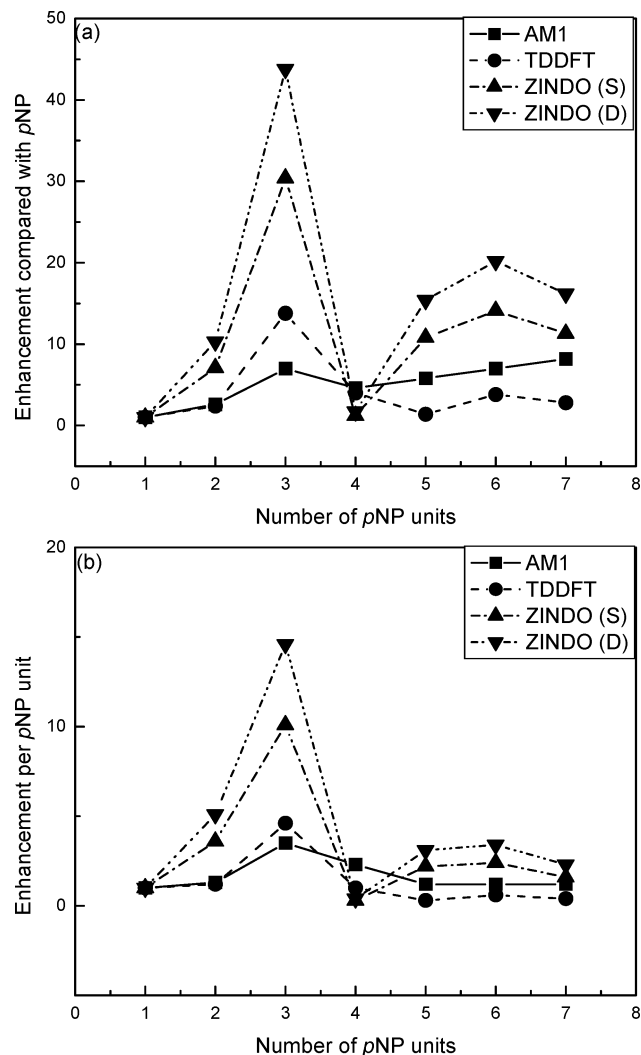 (a)
AM1
TDDFT
ZINDO (S)
ZINDO (D)
Enhancement compared with pNP
50
40
30
20
10
0
0 1 2 3 4 5 6 7 8
Number of pNP units
(b)
AM1
TDDFT
ZINDO (S)
ZINDO (D)
Enhancement per pNP unit
20
10
0
0 1 2 3 4 5 6 7 8
Number of pNP units